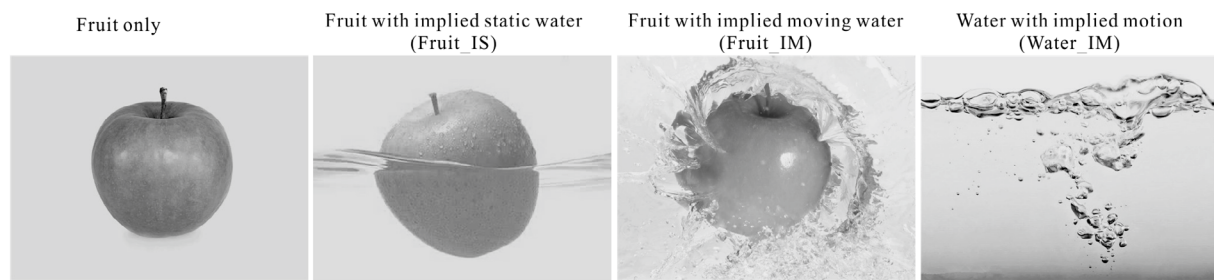 Fruit only
Fruit with implied static water
(Fruit_IS)
Fruit with implied moving water
(Fruit_IM)
Water with implied motion
(Water_IM)